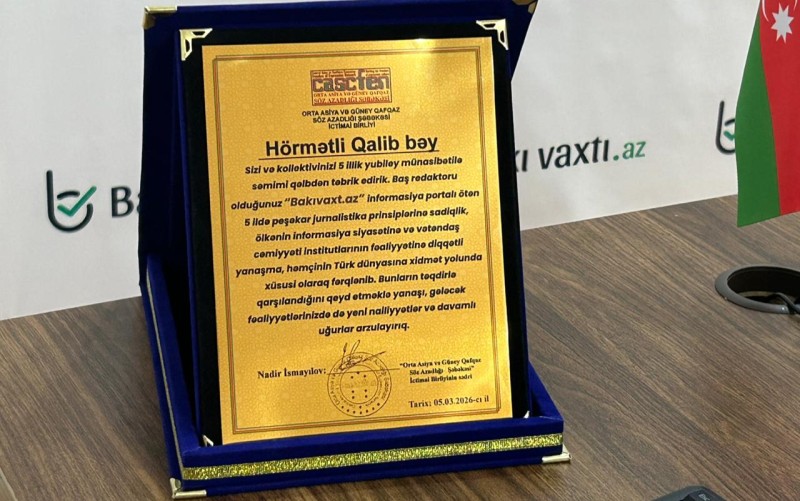 cascfen
ORTA ASİYA VƏ GÜNEY QAFQAZ
SÖZ AZADLIĞI ŞƏBƏKƏSİ
ORTA ASİYA VƏ GÜNEY QAFQAZ
SÖZ AZADLIĞI ŞƏBƏKƏSİ
İCTİMAİ BİRLİYİ
Hörmətli Qalib bəy
Sizi və kollektivinizi 5 illik yubiley münasibətilə
səmimi qəlbdən təbrik edirik. Baş redaktoru
olduğunuz “Bakıvaxt.az” informasiya portalı ötən
5 ildə peşəkar jurnalistika prinsiplərinə sadiqlik,
ölkənin informasiya siyasətinə və vətəndaş
cəmiyyəti institutlarının fəaliyyətinə diqqətli
yanaşma, həmçinin Türk dünyasına xidmət yolunda
xüsusi olaraq fərqlənib. Bunların təqdirlə
qarşılandığını qeyd etməklə yanaşı, gələcək
fəaliyyətlərinizdə də yeni nailiyyətlər və davamlı
uğurlar arzulayırıq.
Nadir İsmayılov:
“Orta Asiya və Güney Qafqaz
Söz Azadlığı Şəbəkəsi”
İctimai Birliyinin sədri
Tarix: 05.03.2026-cı il
Ba
kı vaxtı.az